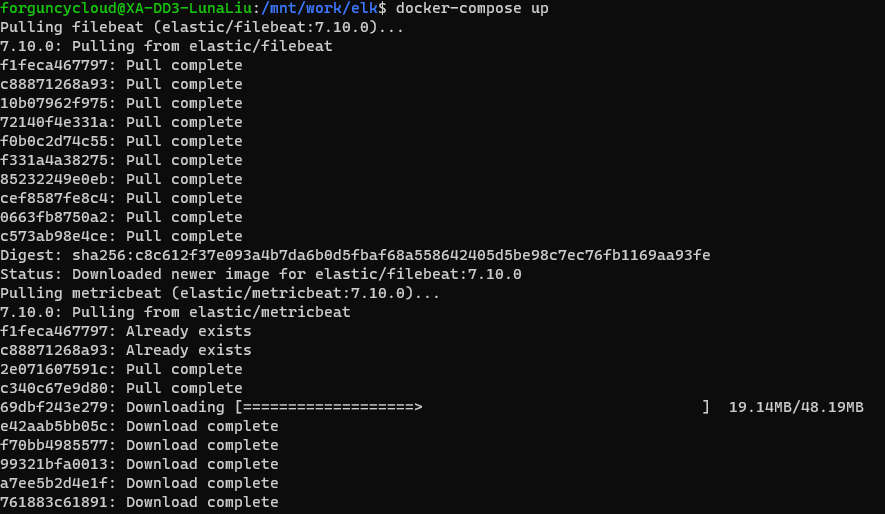 forguncycloud@XA-DD3-LunaLiu:/mnt/work/elk$ docker-compose up
Pulling filebeat (elastic/filebeat:7.10.0)...
7.10.0: Pulling from elastic/filebeat
f1feca467797: Pull complete
c88871268a93: Pull complete
10b07962f975: Pull complete
72140f4e331a: Pull complete
f0b0c2d74c55: Pull complete
f331a4a38275: Pull complete
85232249e0eb: Pull complete
cef8587fe8c4: Pull complete
0663fb8750a2: Pull complete
c573ab98e4ce: Pull complete
Digest: sha256:c8c612f37e093a4b7da6b0d5fbaf68a558642405d5be98c7ec76fb1169aa93fe
Status: Downloaded newer image for elastic/filebeat:7.10.0
Pulling metricbeat (elastic/metricbeat:7.10.0)...
7.10.0: Pulling from elastic/metricbeat
f1feca467797: Already exists
c88871268a93: Already exists
2e071607591c: Pull complete
c340c67e9d80: Pull complete
69dbf243e279: Downloading [===================>                               ]  19.14MB/48.19MB
e42aab5bb05c: Download complete
f70bb4985577: Download complete
99321bfa0013: Download complete
a7ee5b2d4e1f: Download complete
761883c61891: Download complete